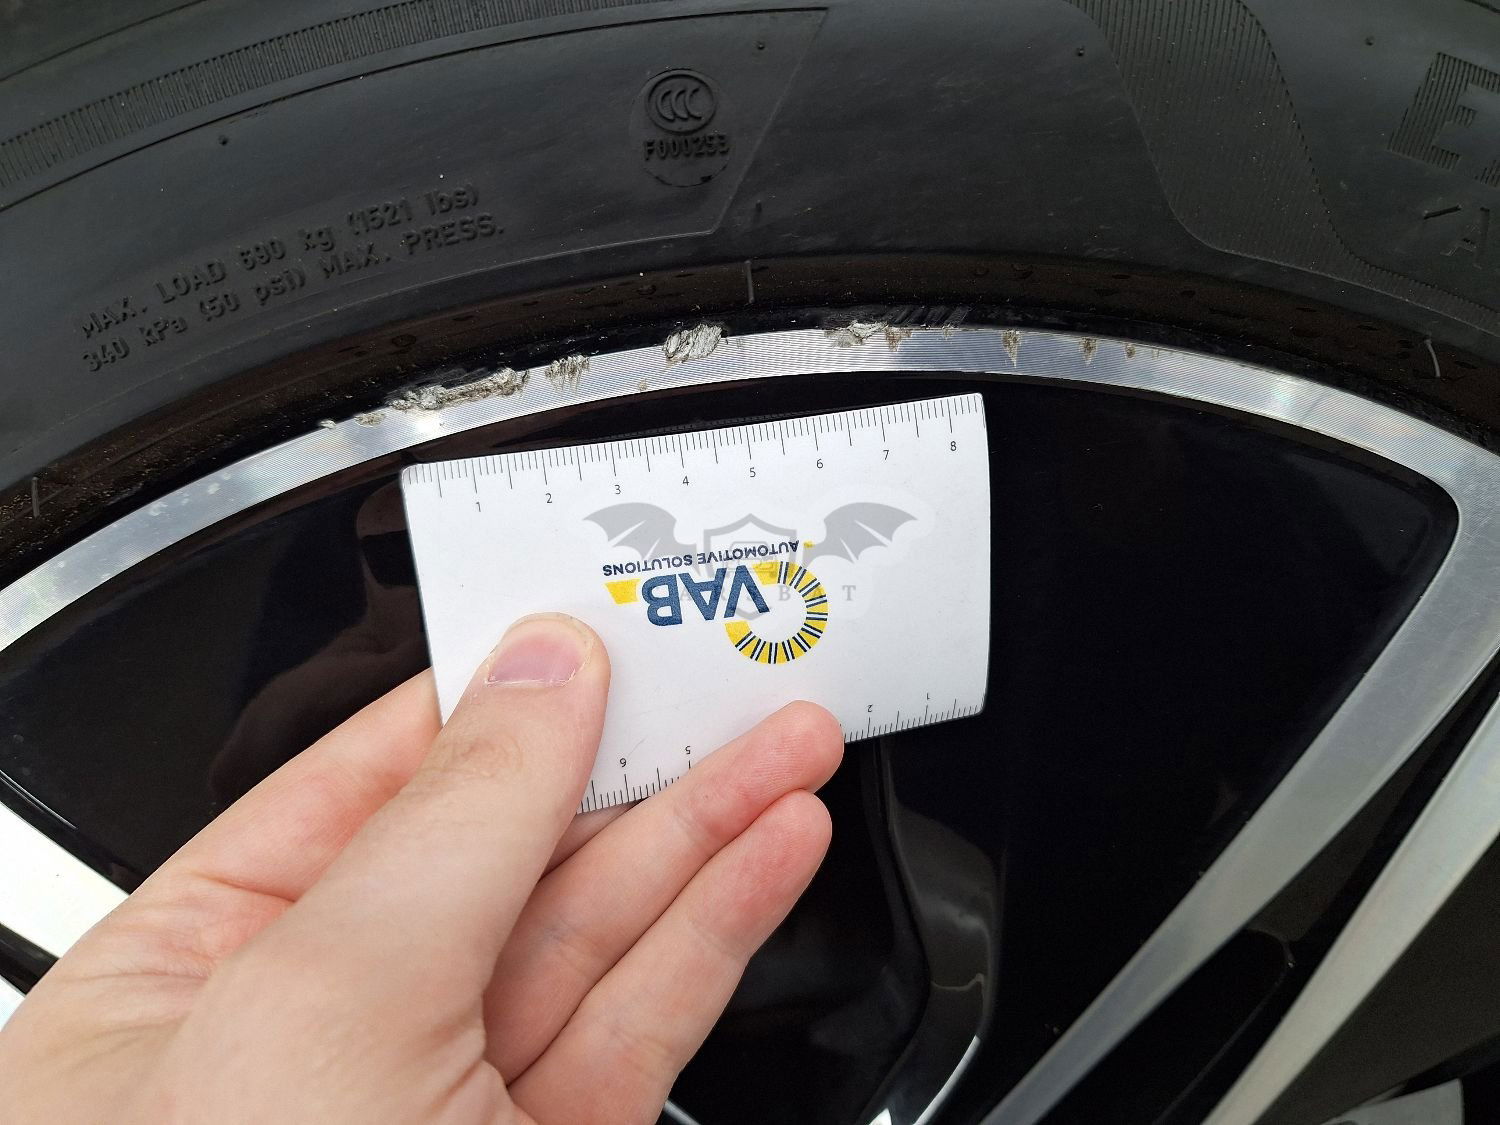 CCC
F000253
MAX. LOAD 690 kg (1521 lbs)
340 kPa (50 psi) MAX. PRESS.
1 2 3 4 5 6 7 8
AUTOMOTIVE SOLUTIONS
VAB
1
2
5
6